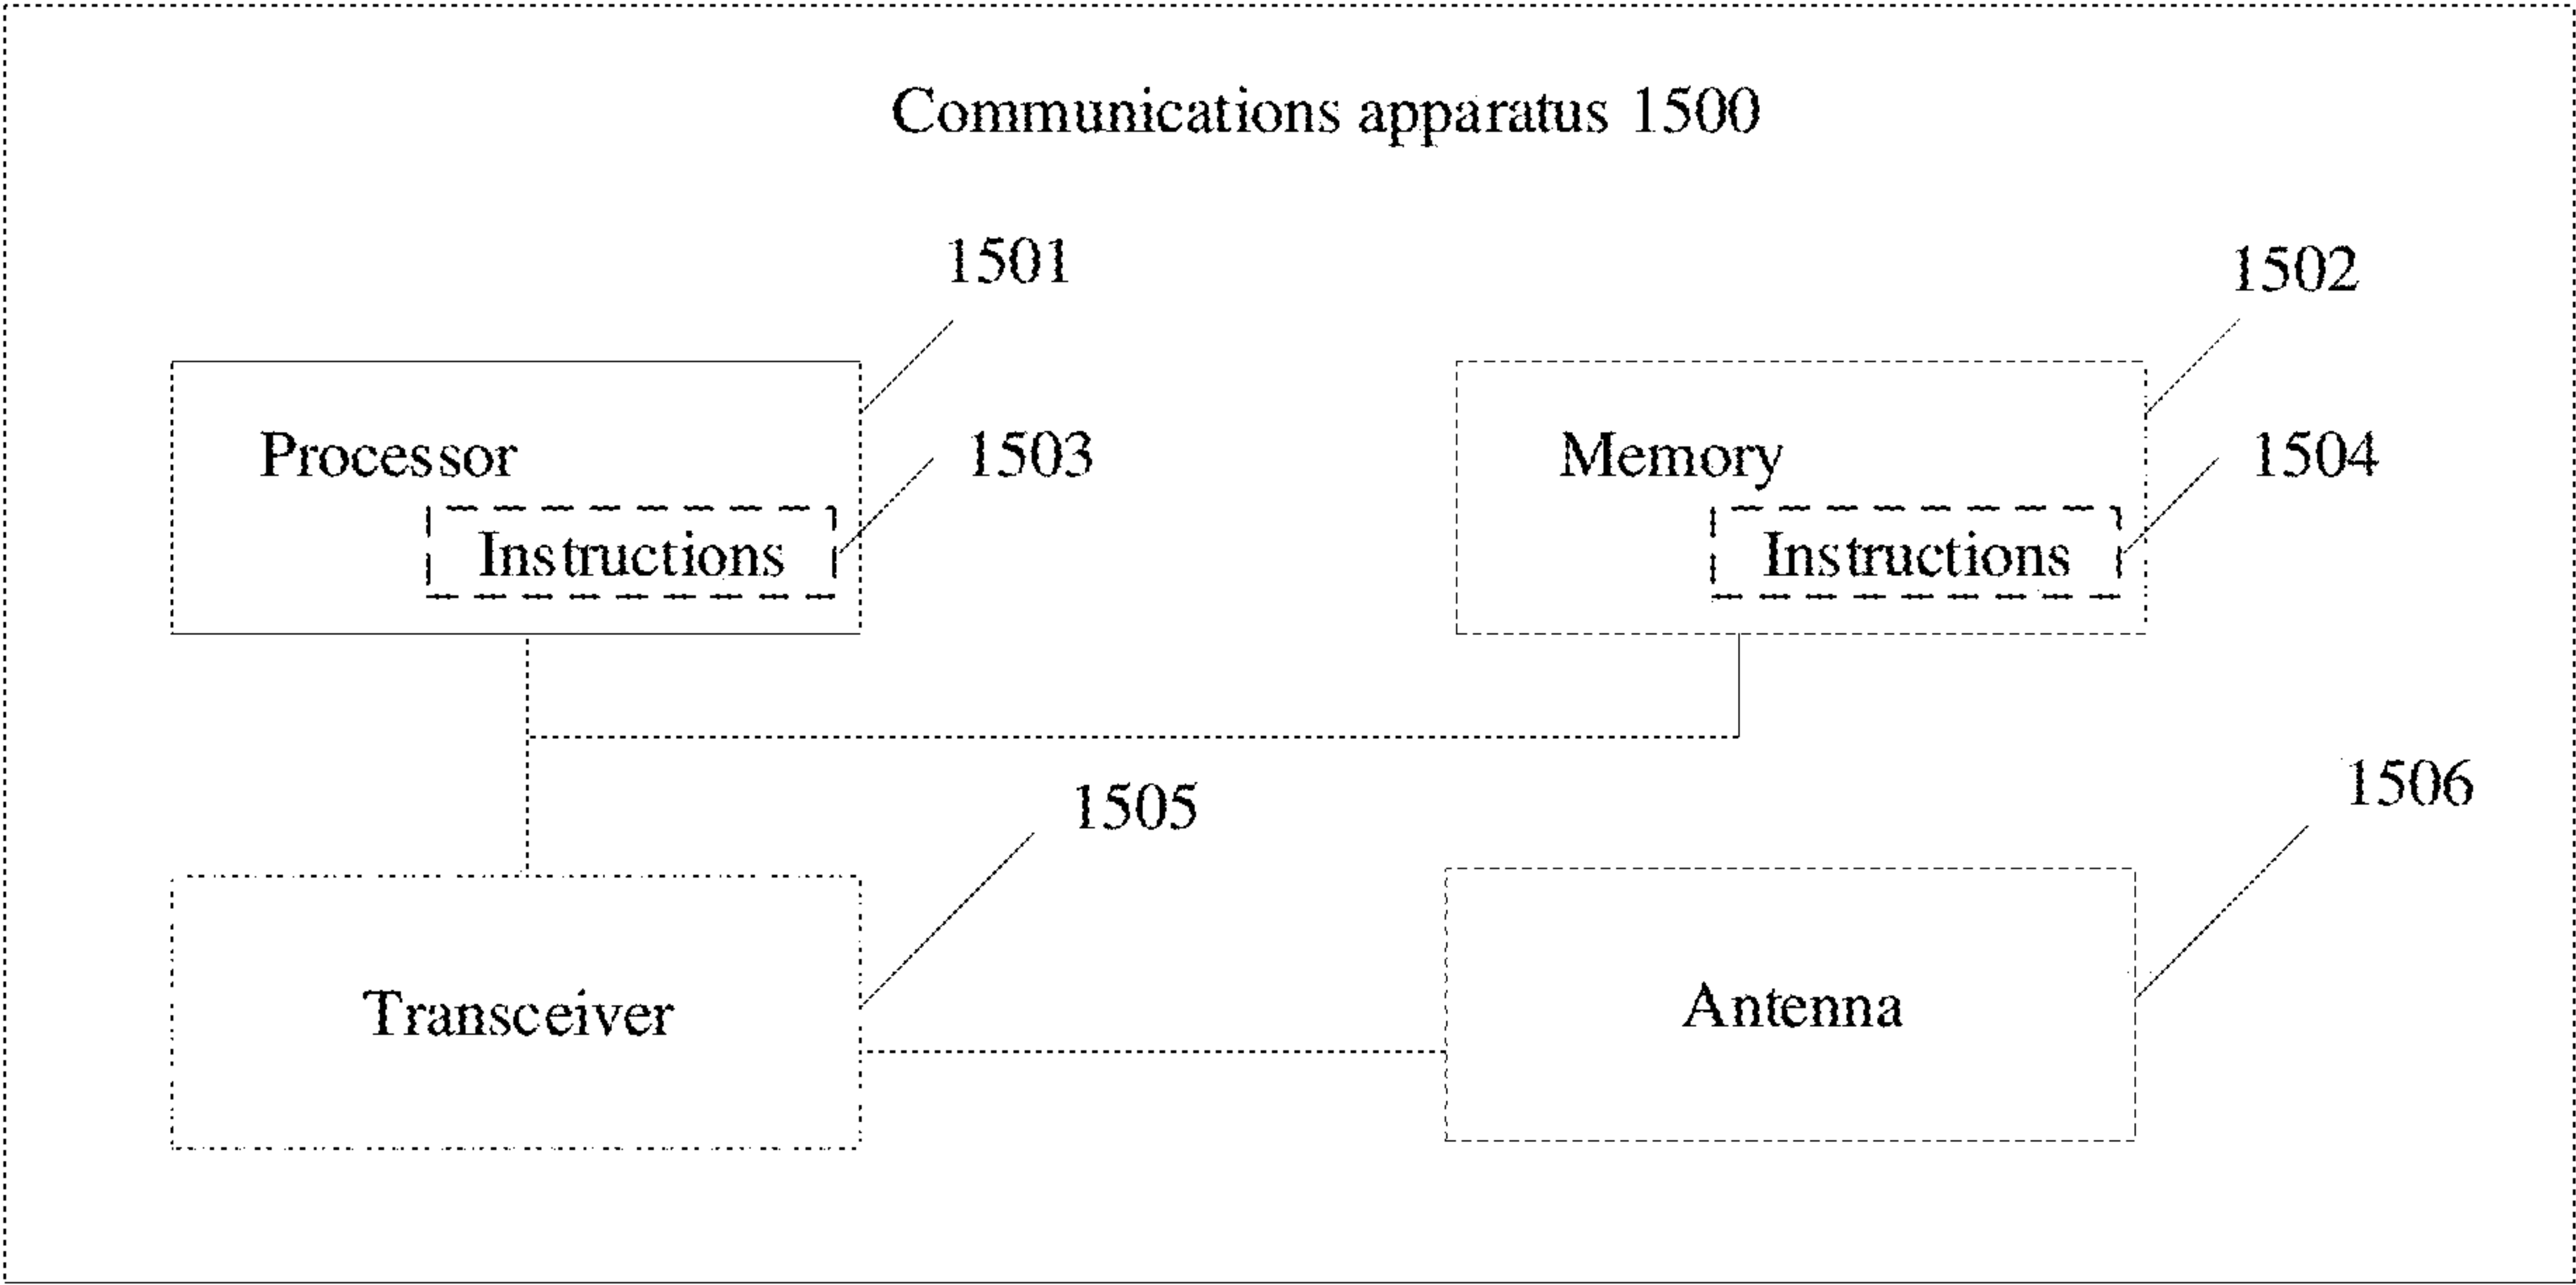 Communications apparatus 1500
1501
1502
Processor
1503
Memory
1504
Instructions
Instructions
1505
1506
Transceiver
Antenna